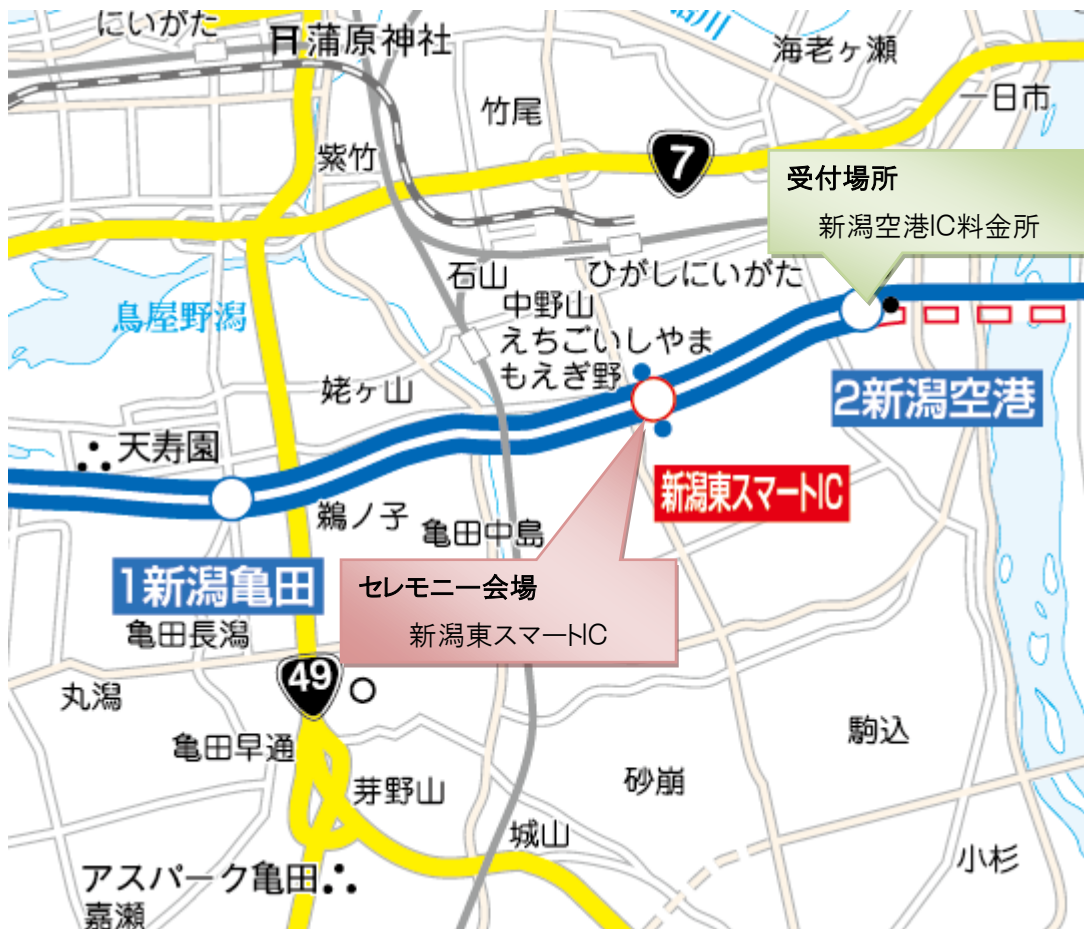 にいがた
蒲原神社
海老ヶ瀬
一日市
竹尾
紫竹
7
受付場所
新潟空港IC料金所
石山
ひがしにいがた
中野山
鳥屋野潟
えちごいしやま
もえぎ野
姥ヶ山
2新潟空港
天寿園
新潟東スマートIC
鵜ノ子
亀田中島
1新潟亀田
セレモニー会場
新潟東スマートIC
亀田長潟
49
丸潟
駒込
亀田早通
砂崩
芽野山
城山
小杉
アスパーク亀田
嘉瀬